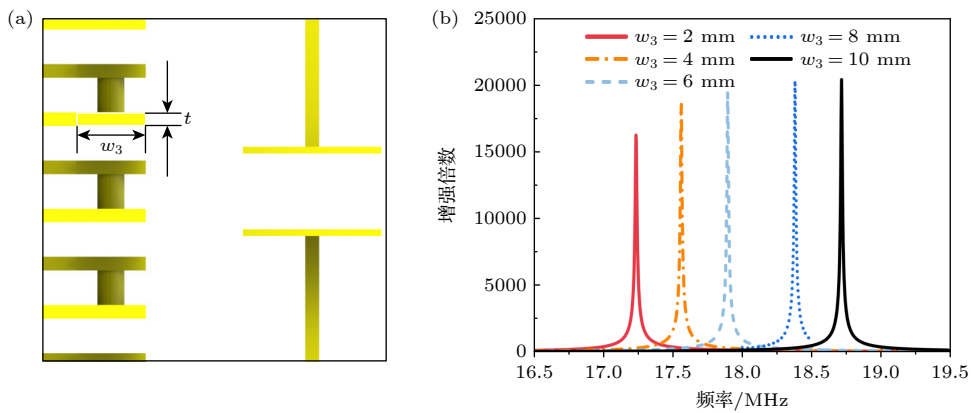 (a)
t
w₃
(b)
增强倍数
25000
20000
15000
10000
5000
0
w₃ = 2 mm
w₃ = 4 mm
w₃ = 6 mm
w₃ = 8 mm
w₃ = 10 mm
16.5 17.0 17.5 18.0 18.5 19.0 19.5
频率/MHz